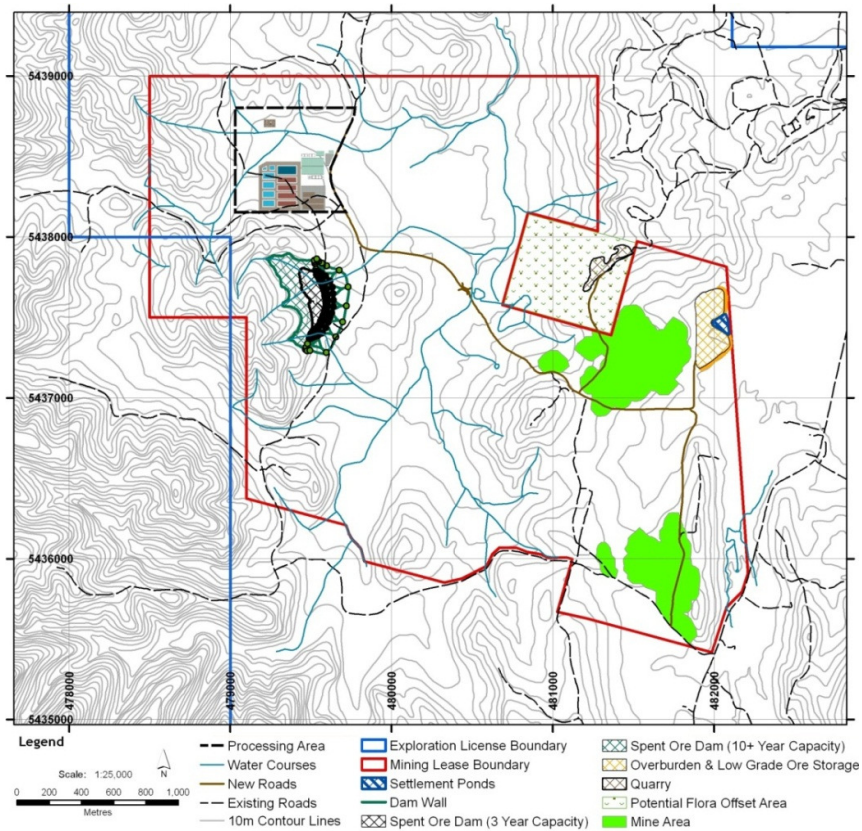 5439000
5438000
5437000
5436000
5435000
478000
479000
480000
481000
482000
Legend
Scale: 1:25,000
N
0 200 400 600 800 1,000
Metres
Processing Area
Water Courses
New Roads
Existing Roads
10m Contour Lines
Exploration License Boundary
Mining Lease Boundary
Settlement Ponds
Dam Wall
Spent Ore Dam (3 Year Capacity)
Spent Ore Dam (10+ Year Capacity)
Overburden & Low Grade Ore Storage
Quarry
Potential Flora Offset Area
Mine Area